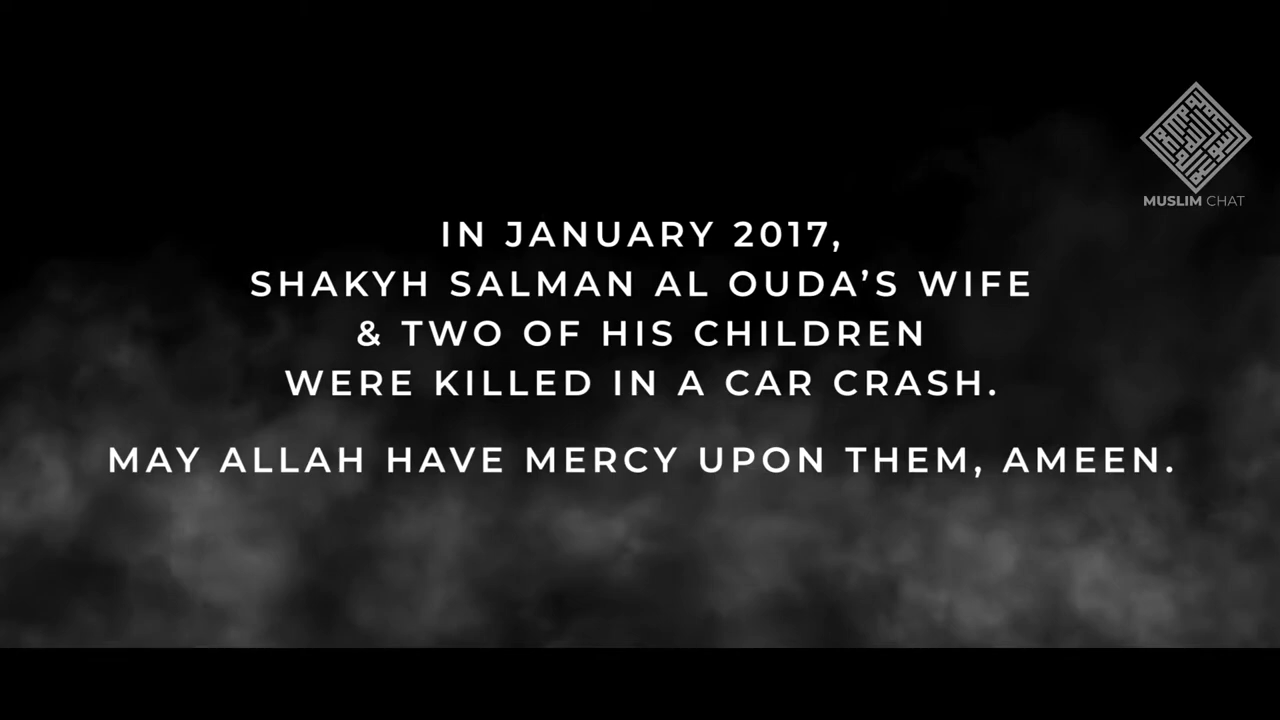 MUSLIM CHAT
IN JANUARY 2017,
SHAKYH SALMAN AL OUDA’S WIFE
& TWO OF HIS CHILDREN
WERE KILLED IN A CAR CRASH.
MAY ALLAH HAVE MERCY UPON THEM, AMEEN.